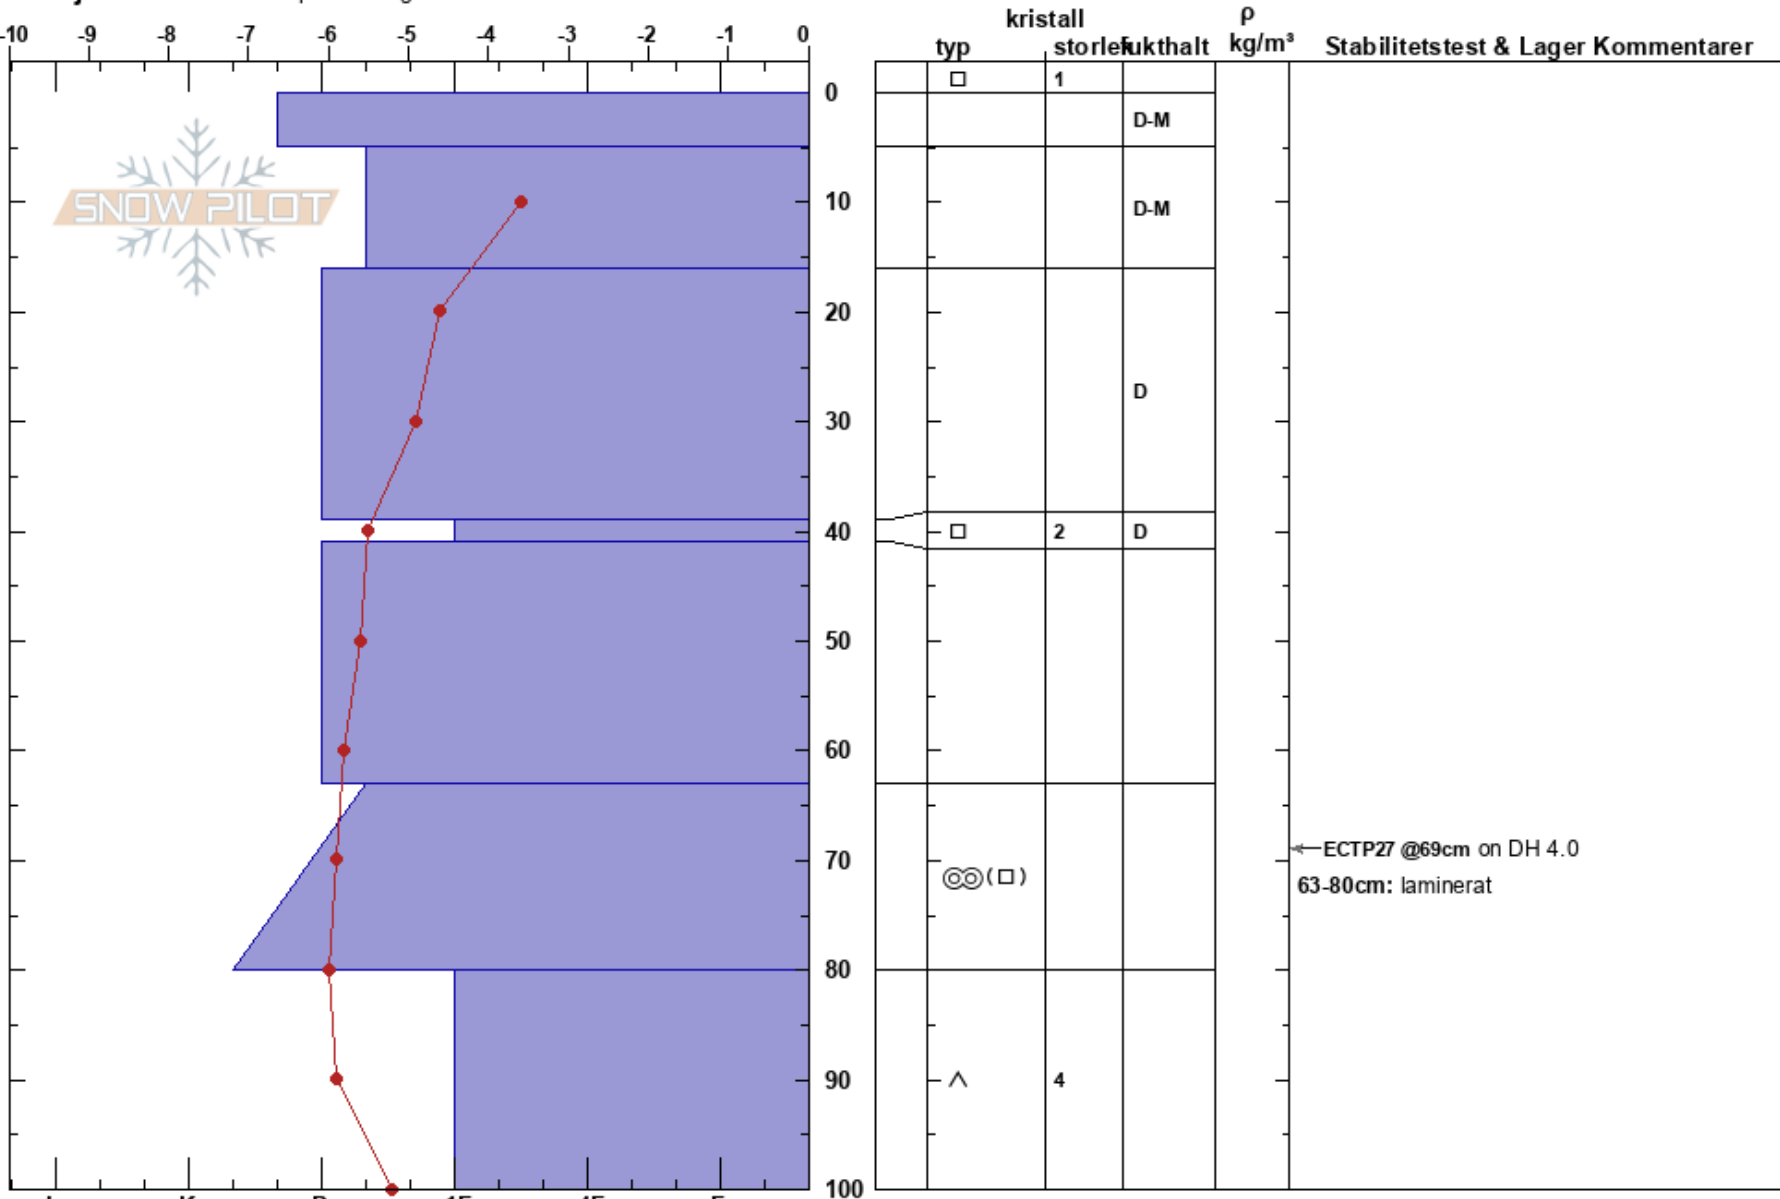 kristall ρ
-10 -9 -8 -7 -6 -5 -4 -3 -2 -1 0 typ storlek fukthalt kg/m³ Stabilitetstest & Lager Kommentarer
1
0
D-M
SNOW PILOT
10 D-M
20
30 D
40 2 D
50
60
ECTP27 @69cm on DH 4.0
70
63-80cm: laminerat
80
90 4
100